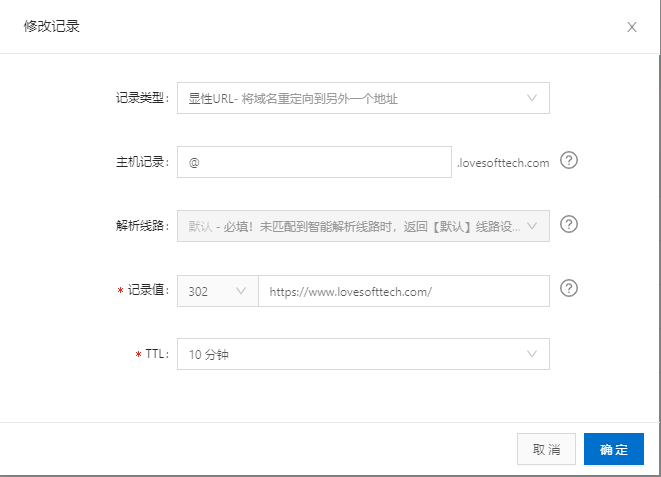 修改记录
记录类型: 显性URL- 将域名重定向到另外一个地址
主机记录: @ .lovesofttech.com ?
解析线路: 默认 - 必填！未匹配到智能解析线路时，返回【默认】线路设... ?
* 记录值: 302 https://www.lovesofttech.com/ ?
* TTL: 10 分钟
取消 确定